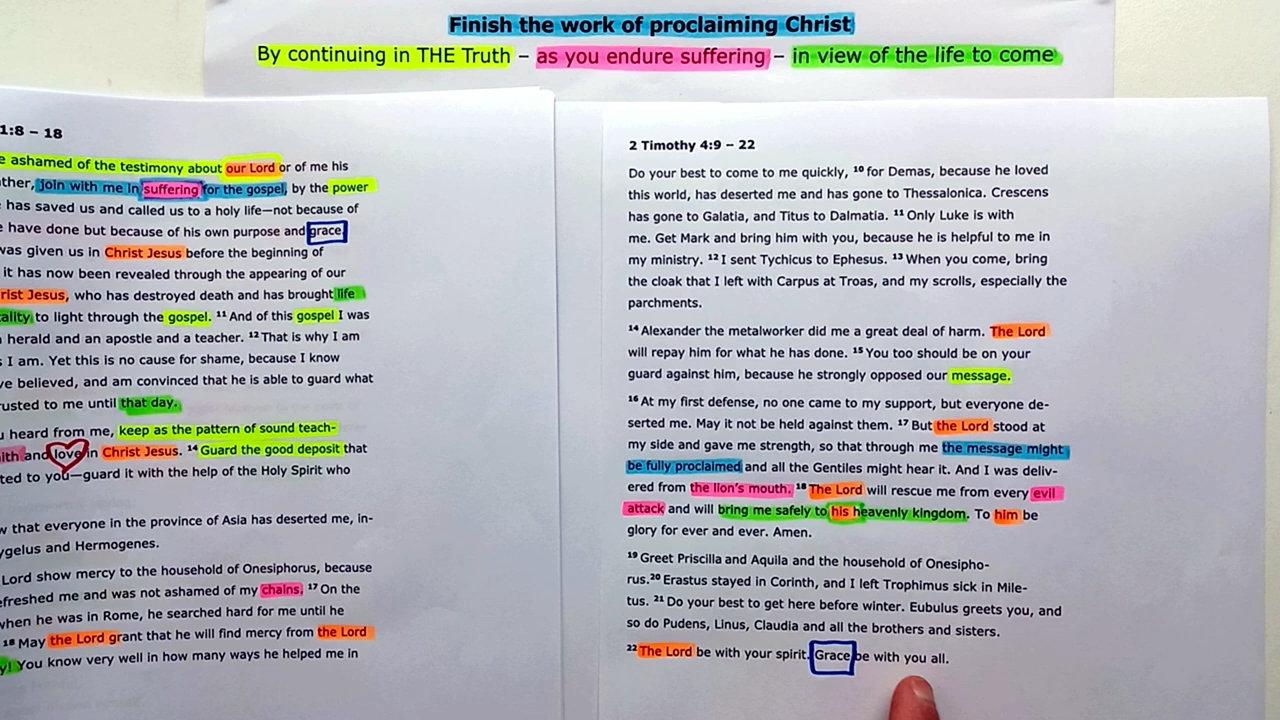 Finish the work of proclaiming Christ
By continuing in THE Truth – as you endure suffering – in view of the life to come
1:8 – 18
e ashamed of the testimony about our Lord or of me his
ther, join with me in suffering for the gospel, by the power
has saved us and called us to a holy life—not because of
e have done but because of his own purpose and grace.
was given us in Christ Jesus before the beginning of
it has now been revealed through the appearing of our
rist Jesus, who has destroyed death and has brought life
ality to light through the gospel. 11 And of this gospel I was
herald and an apostle and a teacher. 12 That is why I am
s I am. Yet this is no cause for shame, because I know
ve believed, and am convinced that he is able to guard what
rusted to me until that day.
u heard from me, keep as the pattern of sound teach-
ith and love in Christ Jesus. 14 Guard the good deposit that
ted to you—guard it with the help of the Holy Spirit who
w that everyone in the province of Asia has deserted me, in-
ygelus and Hermogenes.
Lord show mercy to the household of Onesiphorus, because
efreshed me and was not ashamed of my chains. 17 On the
when he was in Rome, he searched hard for me until he
18 May the Lord grant that he will find mercy from the Lord
y! You know very well in how many ways he helped me in
2 Timothy 4:9 – 22
Do your best to come to me quickly, 10 for Demas, because he loved
this world, has deserted me and has gone to Thessalonica. Crescens
has gone to Galatia, and Titus to Dalmatia. 11 Only Luke is with
me. Get Mark and bring him with you, because he is helpful to me in
my ministry. 12 I sent Tychicus to Ephesus. 13 When you come, bring
the cloak that I left with Carpus at Troas, and my scrolls, especially the
parchments.
14 Alexander the metalworker did me a great deal of harm. The Lord
will repay him for what he has done. 15 You too should be on your
guard against him, because he strongly opposed our message.
16 At my first defense, no one came to my support, but everyone de-
serted me. May it not be held against them. 17 But the Lord stood at
my side and gave me strength, so that through me the message might
be fully proclaimed and all the Gentiles might hear it. And I was deliv-
ered from the lion's mouth. 18 The Lord will rescue me from every evil
attack and will bring me safely to his heavenly kingdom. To him be
glory for ever and ever. Amen.
19 Greet Priscilla and Aquila and the household of Onesipho-
rus.20 Erastus stayed in Corinth, and I left Trophimus sick in Mile-
tus. 21 Do your best to get here before winter. Eubulus greets you, and
so do Pudens, Linus, Claudia and all the brothers and sisters.
22 The Lord be with your spirit. Grace be with you all.